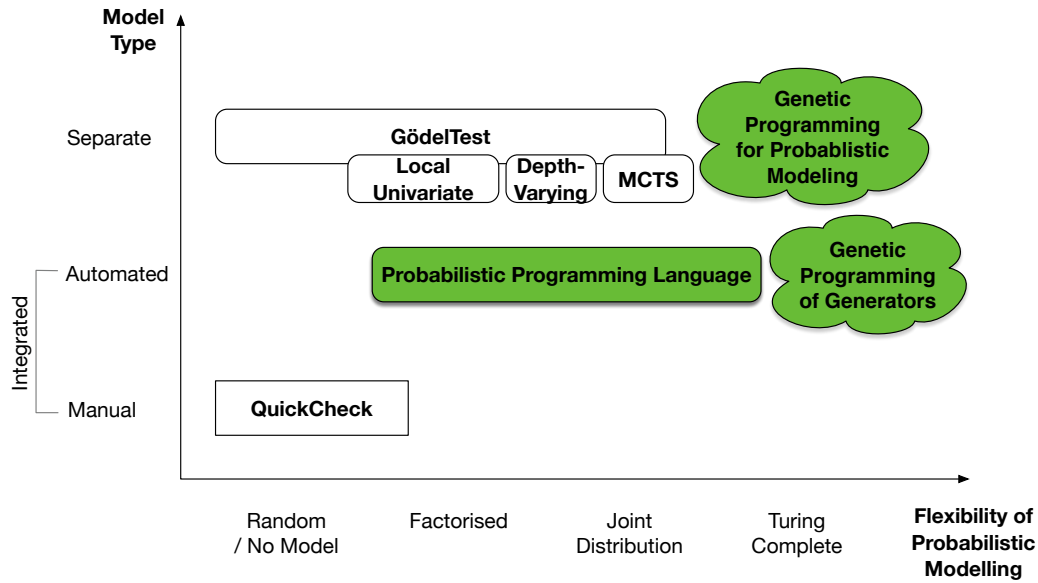 Model
Type
Separate
GödelTest
Local
Univariate
Depth-
Varying
MCTS
Genetic
Programming
for Probablistic
Modeling
Integrated
Automated
Probabilistic Programming Language
Genetic
Programming
of Generators
Manual
QuickCheck
Random
/ No Model
Factorised
Joint
Distribution
Turing
Complete
Flexibility of
Probabilistic
Modelling